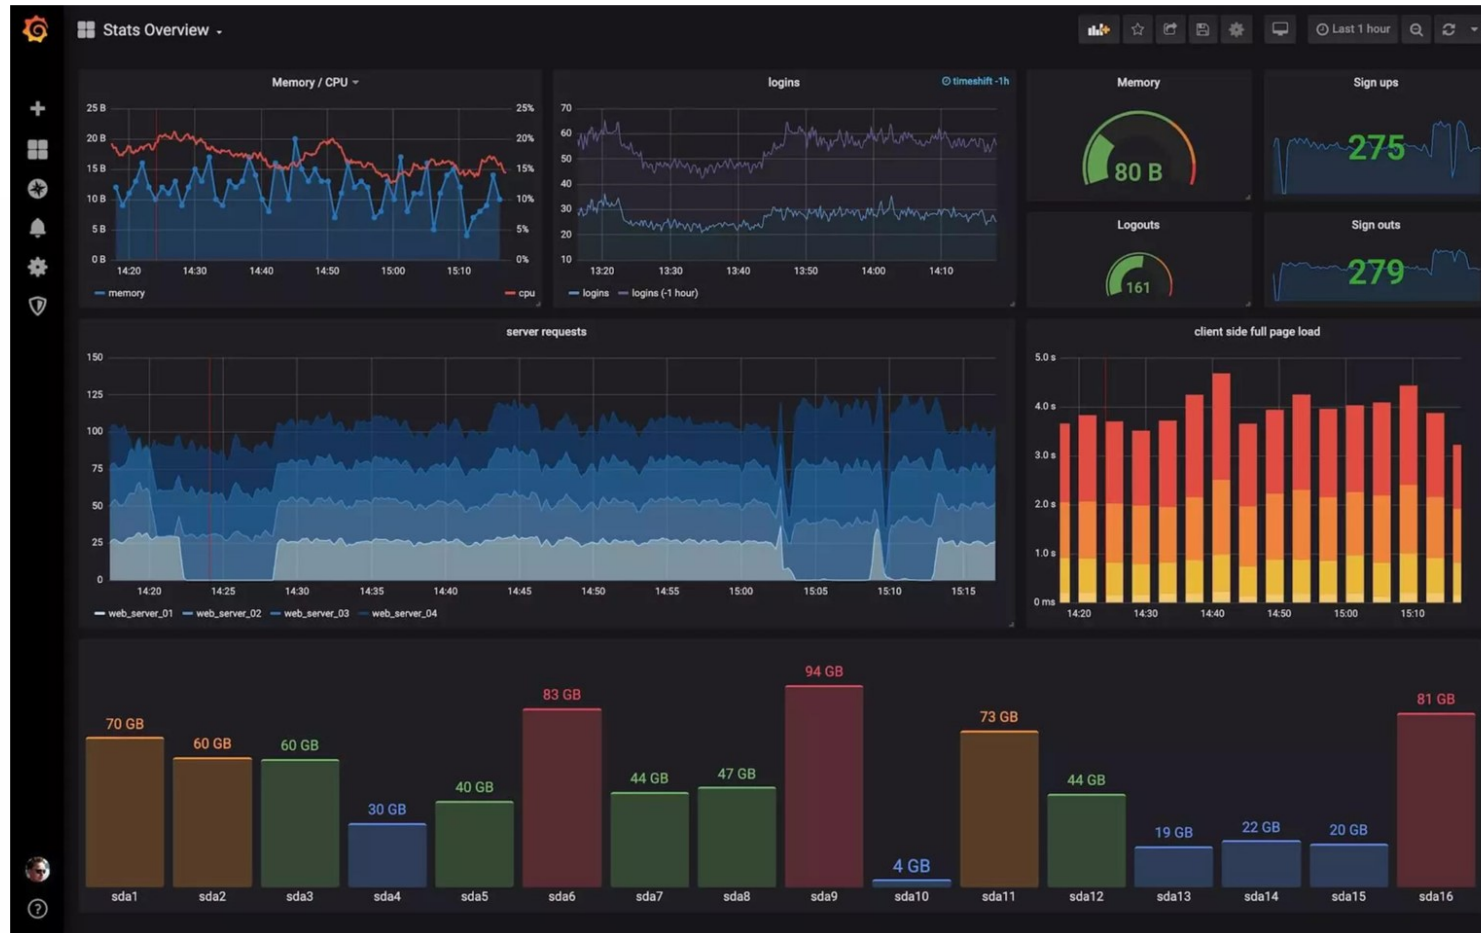 Stats Overview
Last 1 hour
Memory / CPU
25 B
20 B
15 B
10 B
5 B
0 B
25%
20%
15%
10%
5%
0%
14:20 14:30 14:40 14:50 15:00 15:10
memory
cpu
logins
timeshift -1h
70
60
50
40
30
20
10
13:20 13:30 13:40 13:50 14:00 14:10
logins logins (-1 hour)
Memory
80 B
Sign ups
275
Logouts
161
Sign outs
279
server requests
150
125
100
75
50
25
0
14:20 14:25 14:30 14:35 14:40 14:45 14:50 14:55 15:00 15:05 15:10 15:15
web_server_01 web_server_02 web_server_03 web_server_04
client side full page load
5.0 s
4.0 s
3.0 s
2.0 s
1.0 s
0 ms
14:20 14:30 14:40 14:50 15:00 15:10
70 GB 60 GB 60 GB 30 GB 40 GB 83 GB 44 GB 47 GB 94 GB 4 GB 73 GB 44 GB 19 GB 22 GB 20 GB 81 GB
sda1 sda2 sda3 sda4 sda5 sda6 sda7 sda8 sda9 sda10 sda11 sda12 sda13 sda14 sda15 sda16